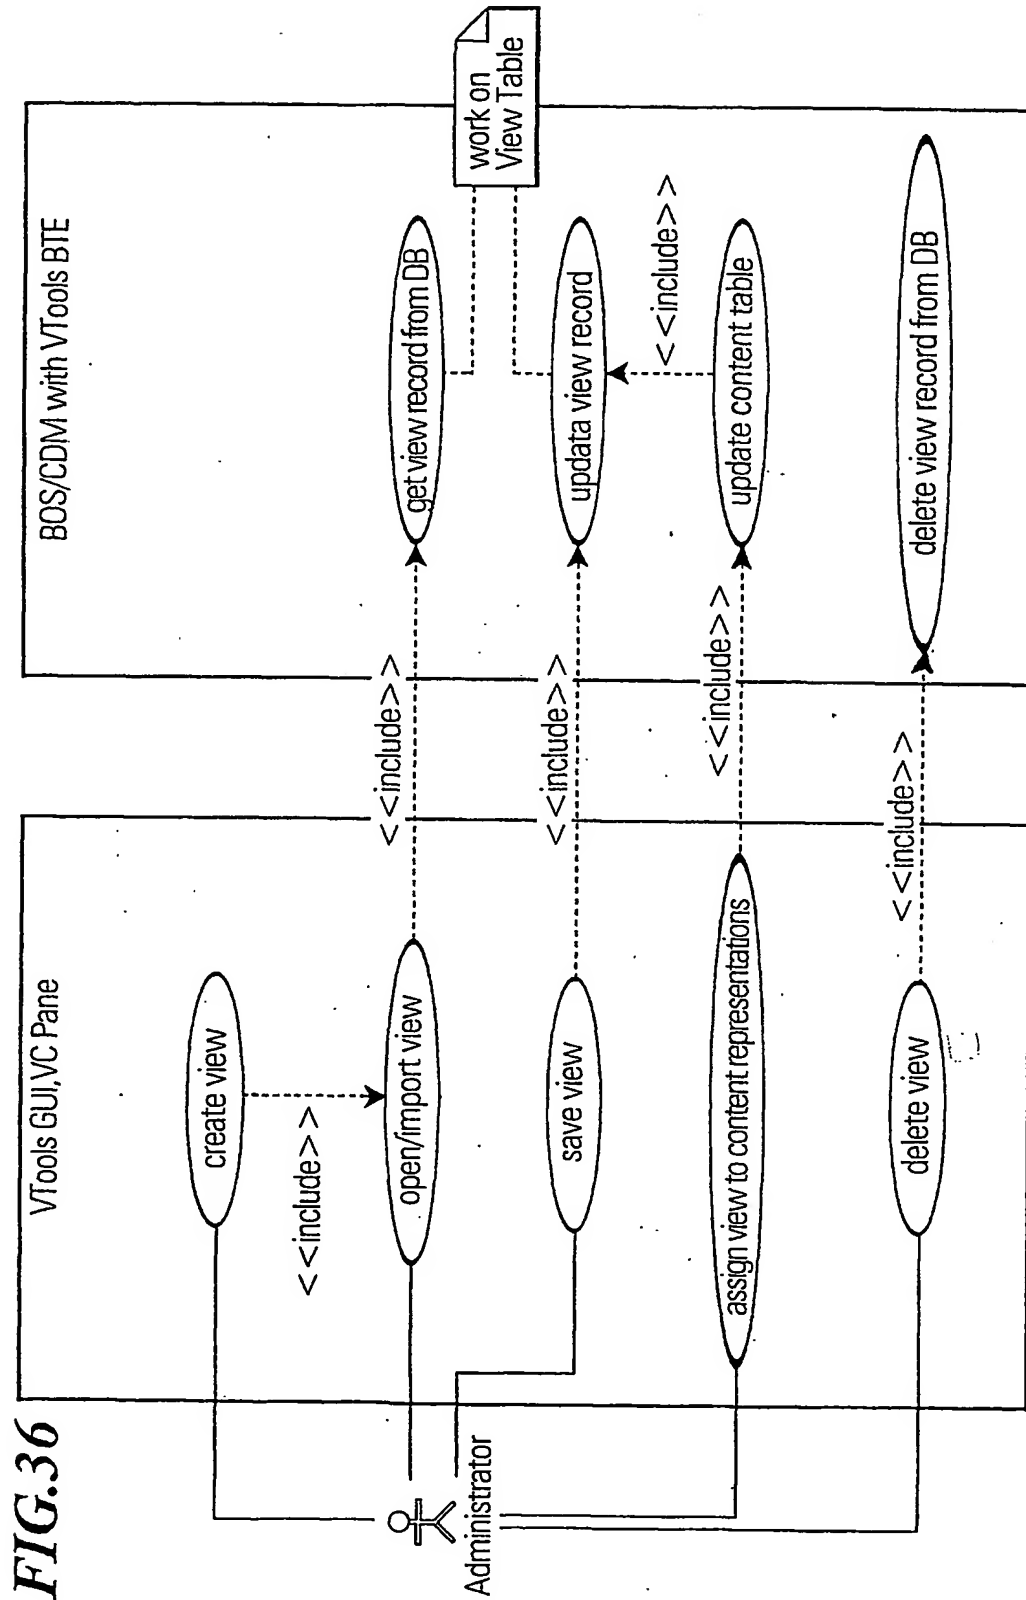 FIG.36
VTools GUI,VC Pane
BOS/CDM with VTools BTE
create view
<<include>>
open/import view
<<include>>
get view record from DB
work on
View Table
Administrator
save view
<<include>>
updata view record
<<include>>
assign view to content representations
<<include>>
update content table
delete view
<<include>>
delete view record from DB